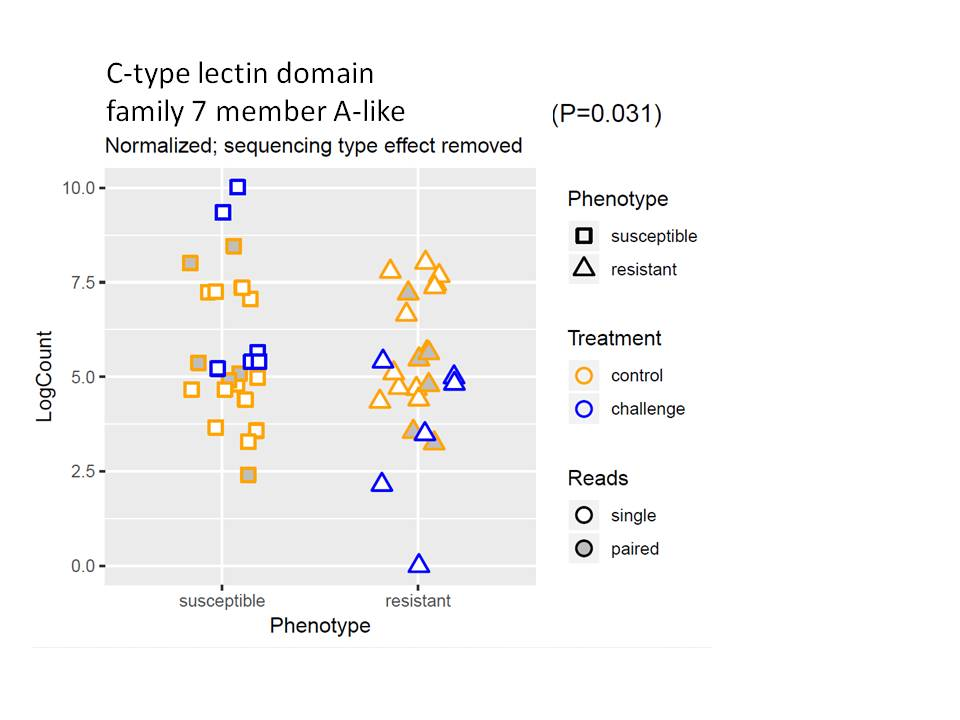 C-type lectin domain
family 7 member A-like
(P=0.031)
Normalized; sequencing type effect removed
10.0
7.5
5.0
2.5
0.0
LogCount
susceptible
resistant
Phenotype
Phenotype
susceptible
resistant
Treatment
control
challenge
Reads
single
paired